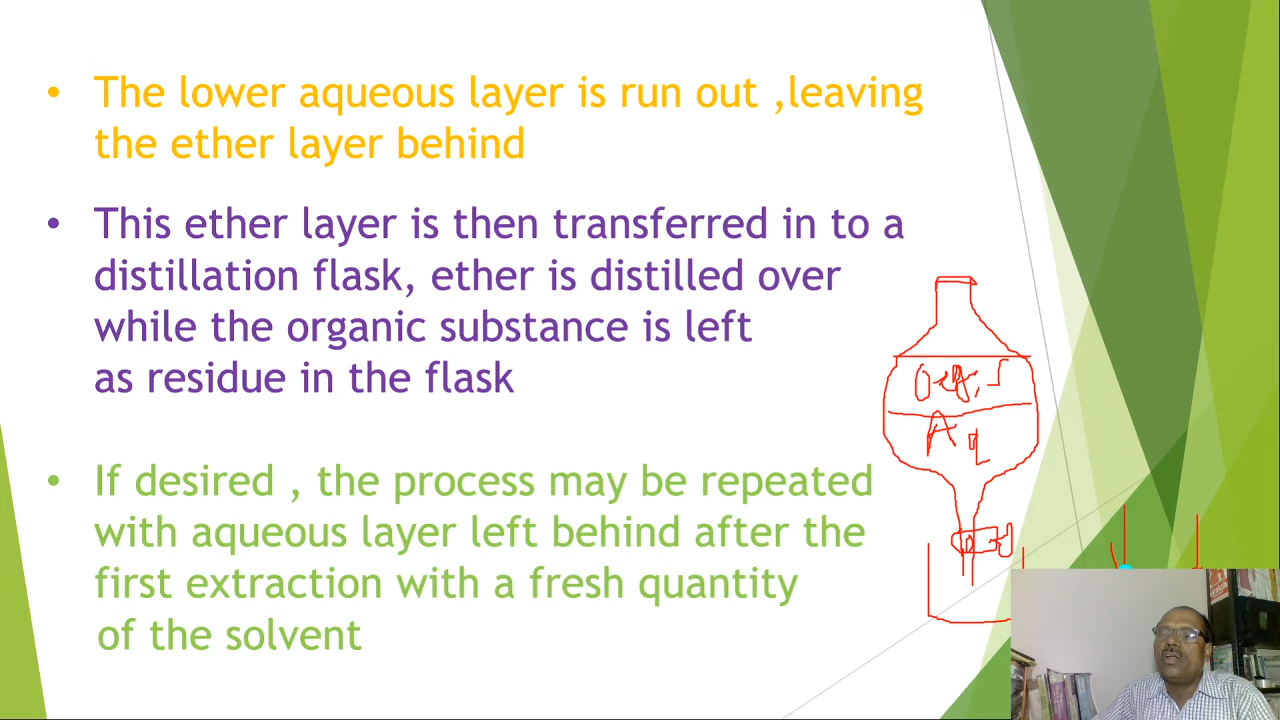 • The lower aqueous layer is run out ,leaving
the ether layer behind
• This ether layer is then transferred in to a
distillation flask, ether is distilled over
while the organic substance is left
as residue in the flask
• If desired , the process may be repeated
with aqueous layer left behind after the
first extraction with a fresh quantity
of the solvent
Aq